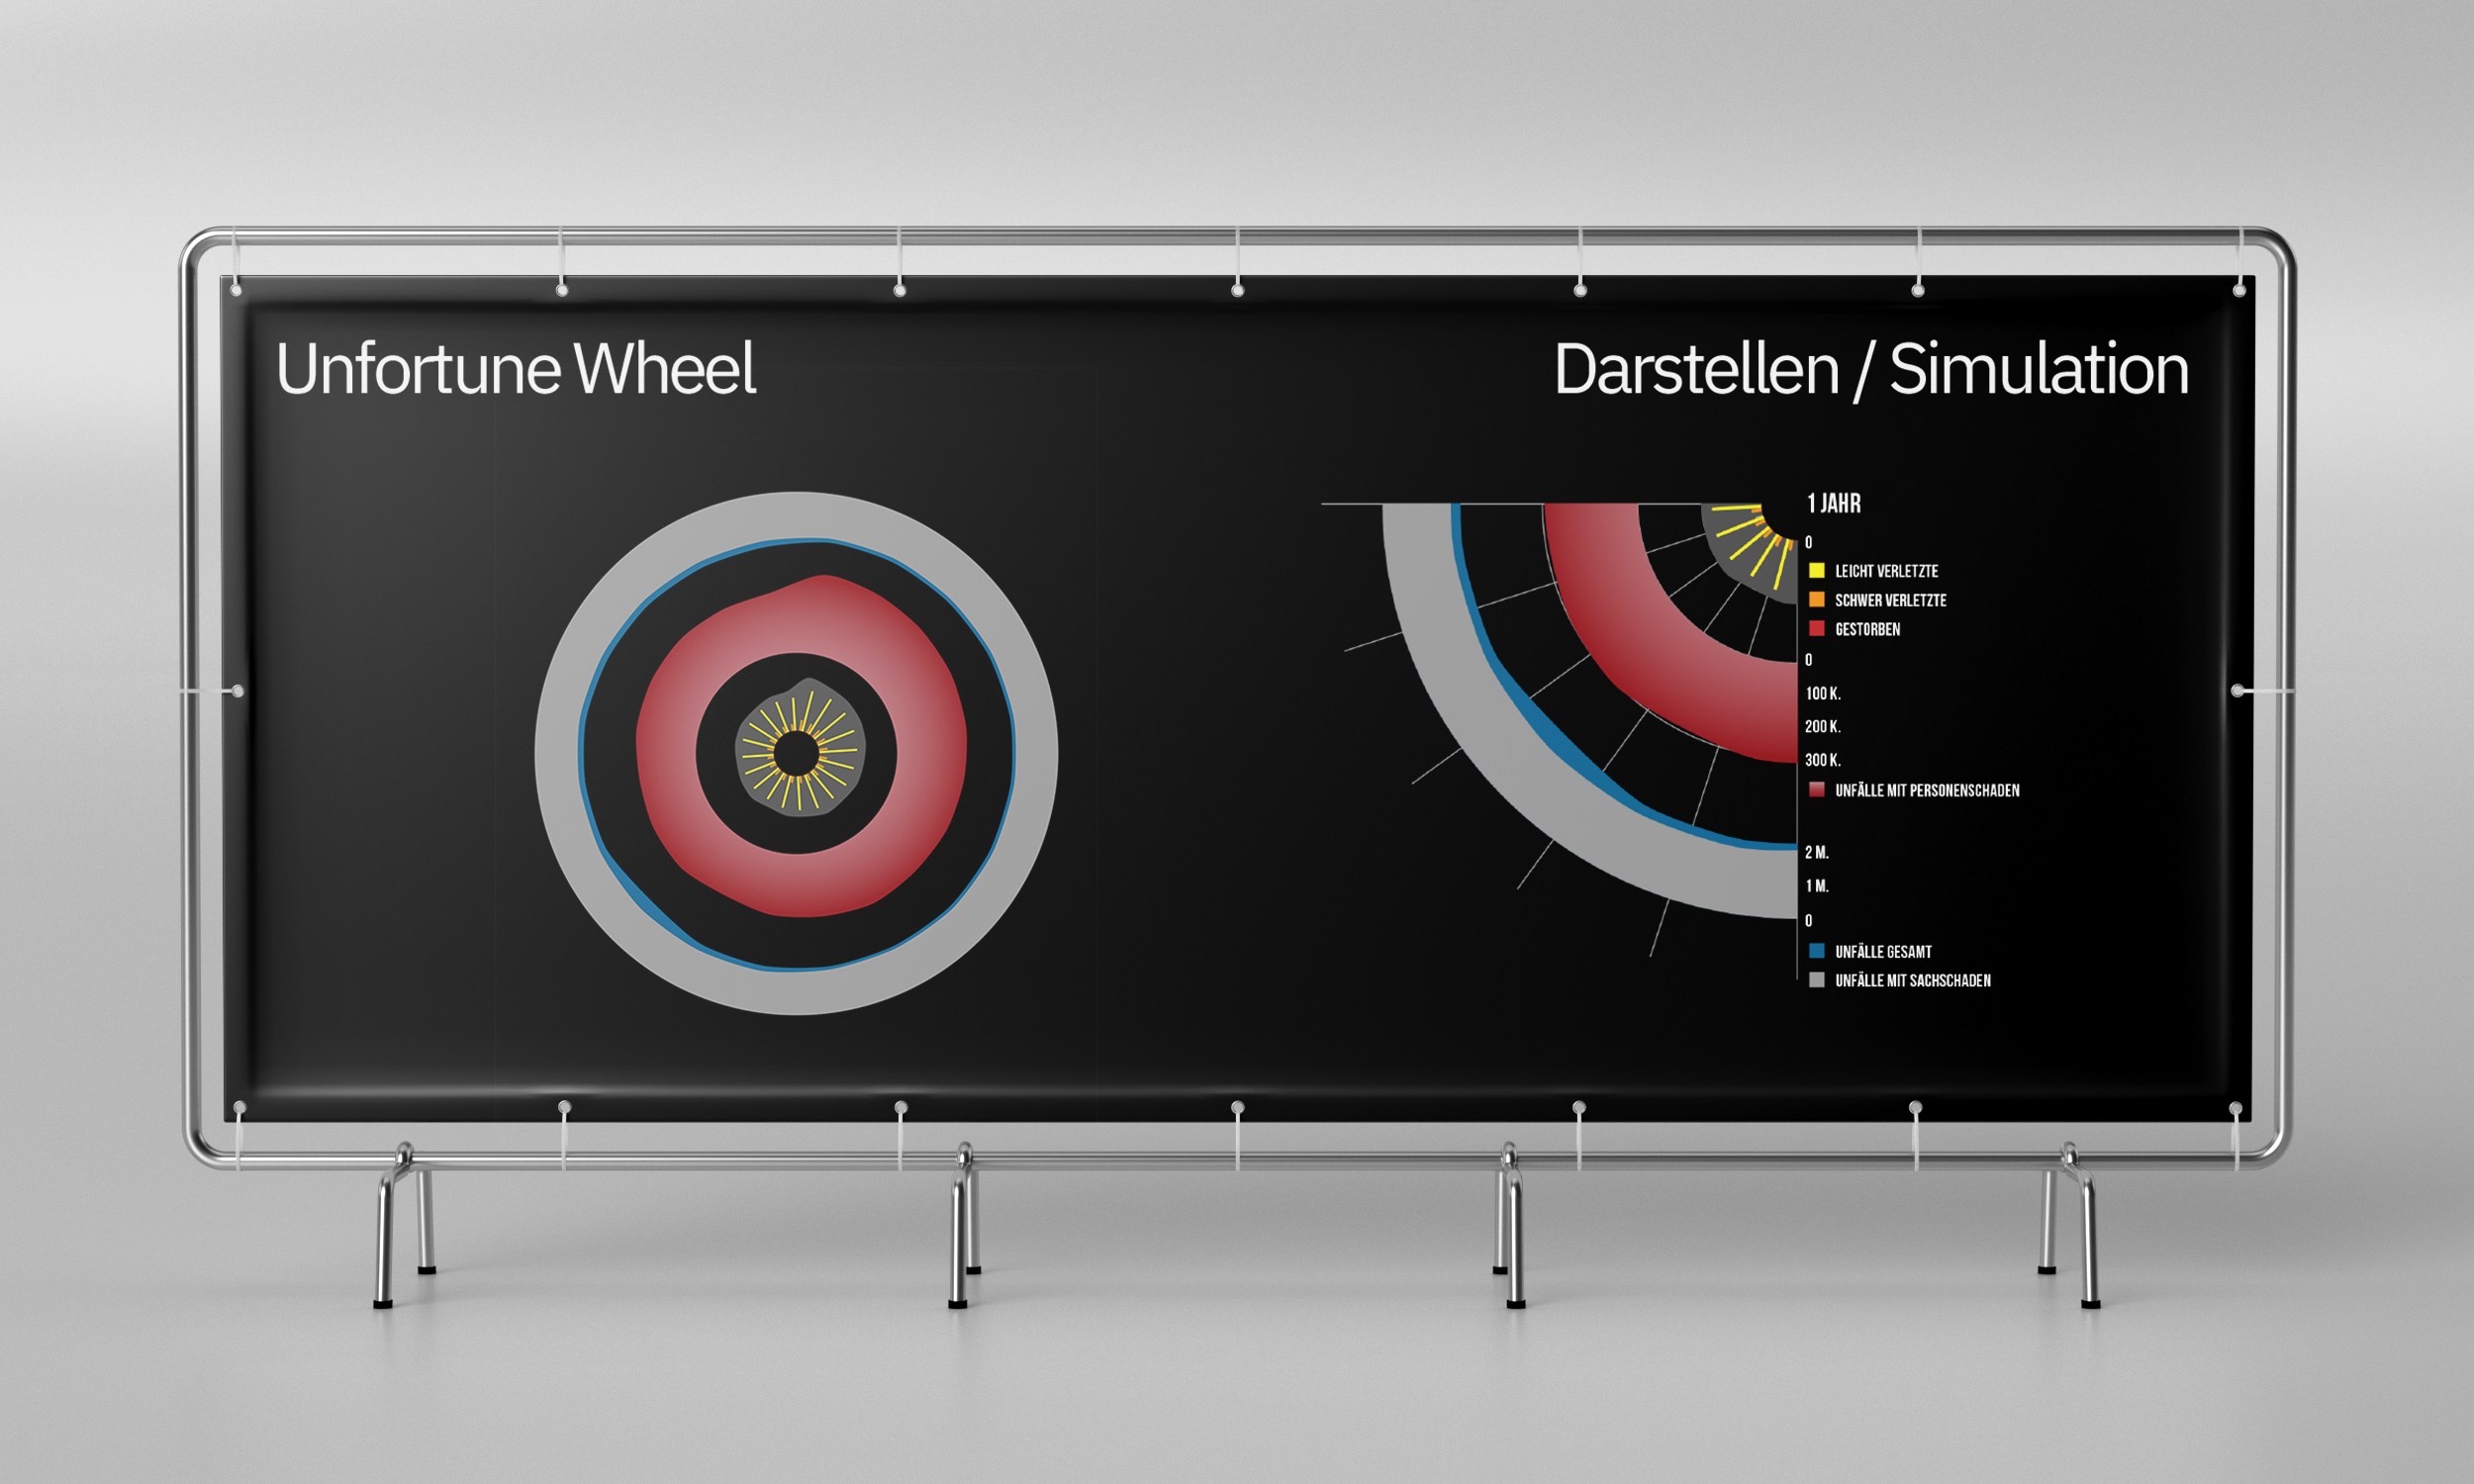 Unfortune Wheel
Darstellen / Simulation
1 JAHR
0
LEICHT VERLETZTE
SCHWER VERLETZTE
GESTORBEN
0
100 K.
200 K.
300 K.
UNFÄLLE MIT PERSONENSCHADEN
2 M.
1 M.
0
UNFÄLLE GESAMT
UNFÄLLE MIT SACHSCHADEN